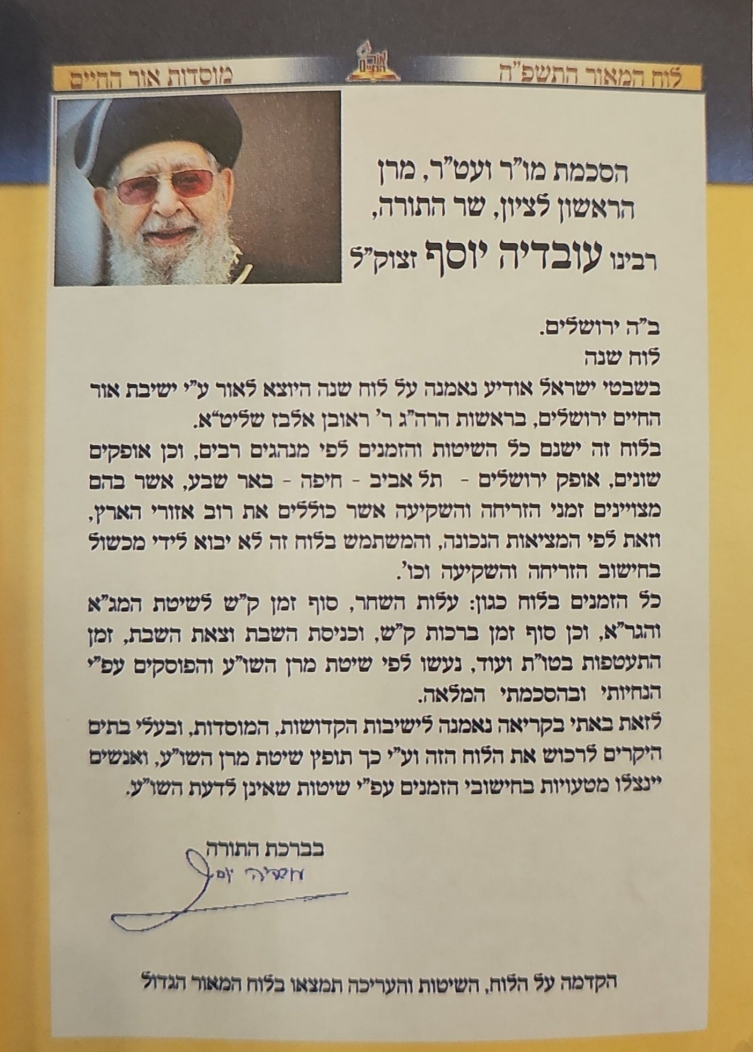 לוח המאור התשפ"ה
מוסדות אור החיים
הסכמת מו"ר ועט"ר, מרן
הראשון לציון, שר התורה,
רבינו עובדיה יוסף זצוק"ל
ב"ה ירושלים.
לוח שנה
בשבטי ישראל אודיע נאמנה על לוח שנה היוצא לאור ע"י ישיבת אור
החיים ירושלים, בראשות הרה"ג ר' ראובן אלבז שליט"א.
בלוח זה ישנם כל השיטות והזמנים לפי מנהגים רבים, וכן אופקים
שונים, אופק ירושלים - תל אביב - חיפה - באר שבע, אשר בהם
מצויינים זמני הזריחה והשקיעה אשר כוללים את רוב אזורי הארץ,
וזאת לפי המציאות הנכונה, והמשתמש בלוח זה לא יבוא לידי מכשול
בחישוב הזריחה והשקיעה וכו'.
כל הזמנים בלוח כגון: עלות השחר, סוף זמן ק"ש לשיטת המג"א
והגר"א, וכן סוף זמן ברכות ק"ש, וכניסת השבת וצאת השבת, זמן
התעטפות בטו"ת ועוד, נעשו לפי שיטת מרן השו"ע והפוסקים עפ"י
הנחיותי ובהסכמתי המלאה.
לזאת באתי בקריאה נאמנה לישיבות הקדושות, המוסדות, ובעלי בתים
היקרים לרכוש את הלוח הזה וע"י כך תופץ שיטת מרן השו"ע, ואנשים
יינצלו מטעויות בחישובי הזמנים עפ"י שיטות שאינן לדעת השו"ע.
בברכת התורה
עובדיה יוסף
הקדמה על הלוח, השיטות והעריכה תמצאו בלוח המאור הגדול